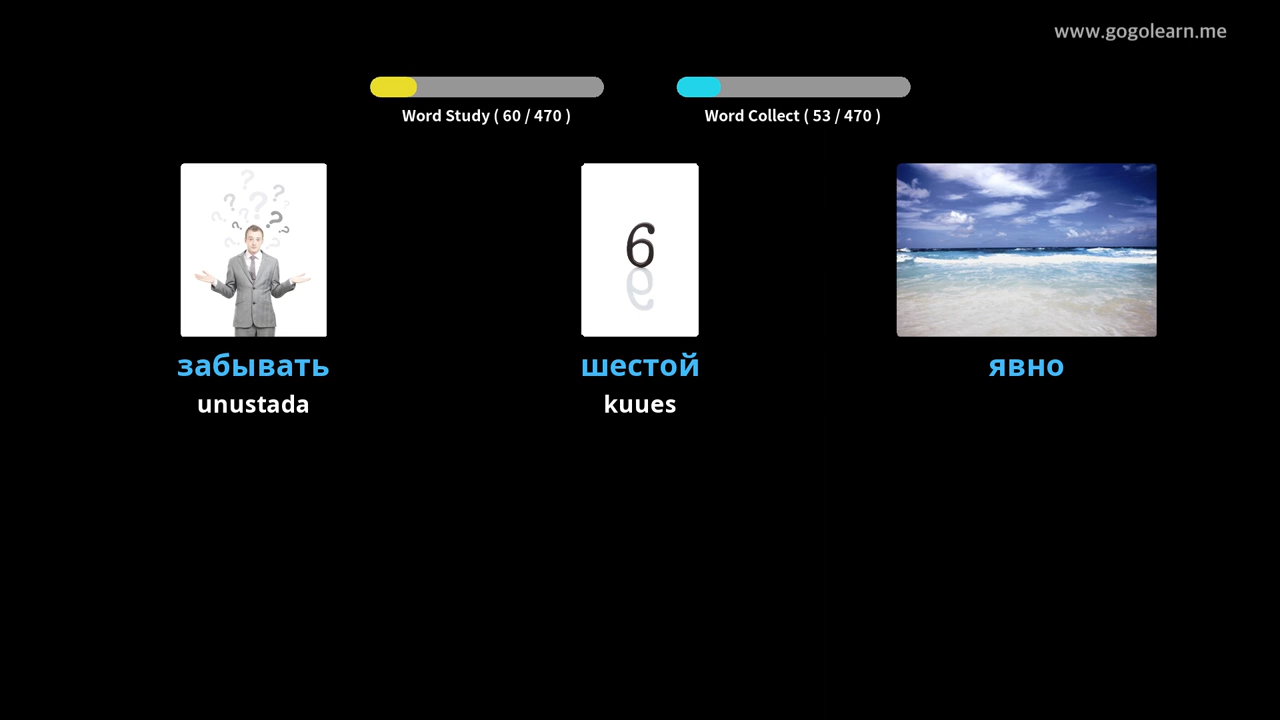 www.gogolearn.me
Word Study ( 60 / 470 )
Word Collect ( 53 / 470 )
6
забывать
шестой
явно
unustada
kuues